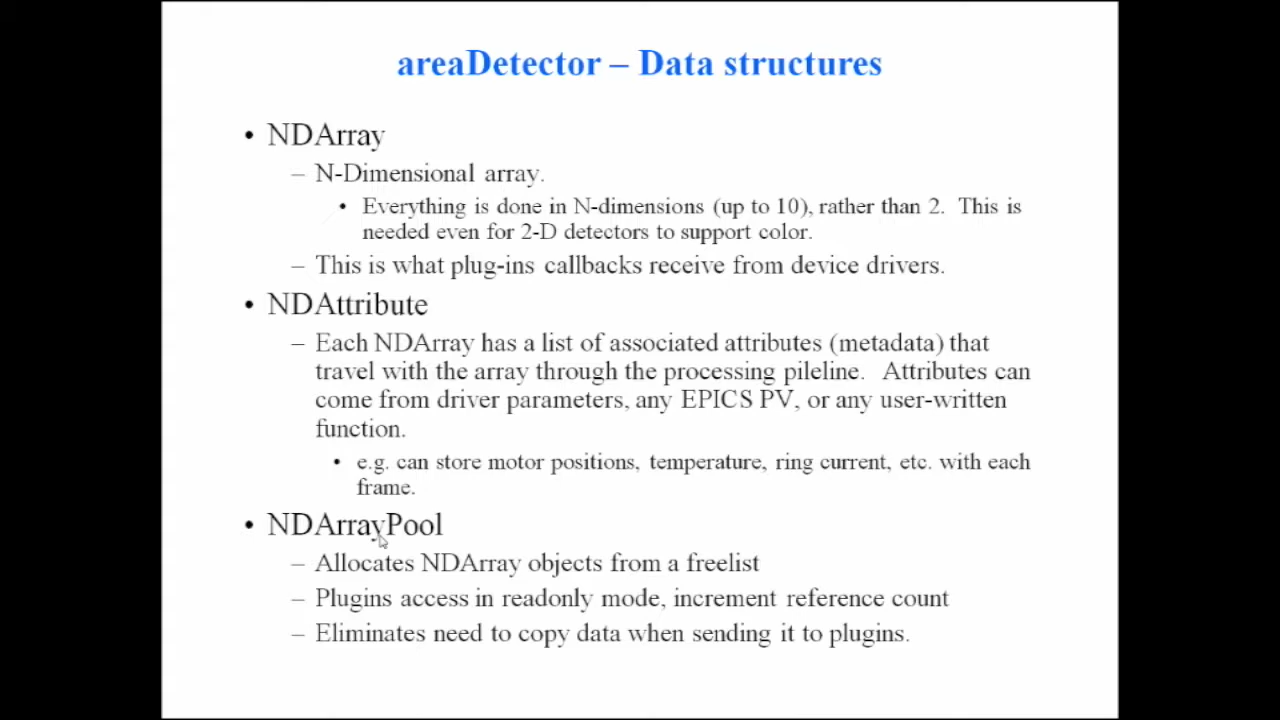 areaDetector – Data structures
• NDArray
– N-Dimensional array.
• Everything is done in N-dimensions (up to 10), rather than 2. This is
needed even for 2-D detectors to support color.
– This is what plug-ins callbacks receive from device drivers.
• NDAttribute
– Each NDArray has a list of associated attributes (metadata) that
travel with the array through the processing pileline. Attributes can
come from driver parameters, any EPICS PV, or any user-written
function.
• e.g. can store motor positions, temperature, ring current, etc. with each
frame.
• NDArrayPool
– Allocates NDArray objects from a freelist
– Plugins access in readonly mode, increment reference count
– Eliminates need to copy data when sending it to plugins.